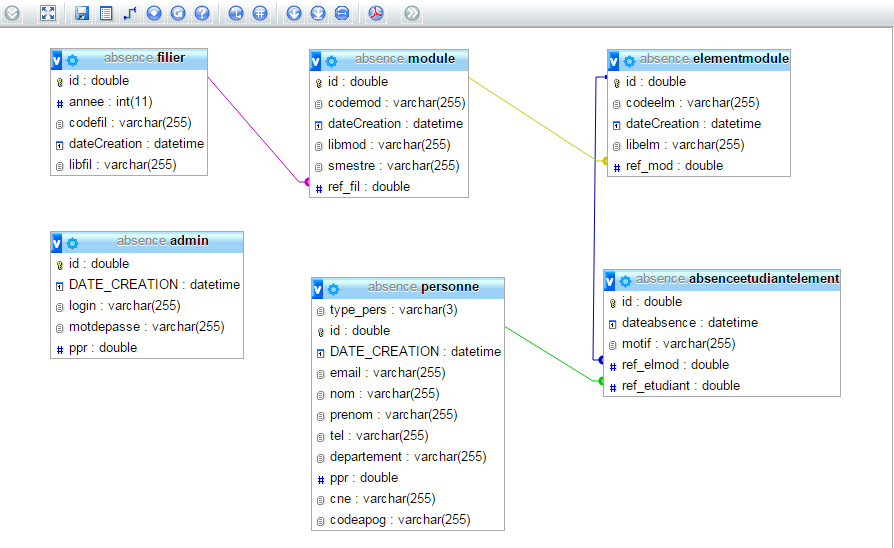 absence.filier
id : double
annee : int(11)
codefil : varchar(255)
dateCreation : datetime
libfil : varchar(255)
absence.module
id : double
codemod : varchar(255)
dateCreation : datetime
libmod : varchar(255)
smestre : varchar(255)
ref_fil : double
absence.elementmodule
id : double
codeelm : varchar(255)
dateCreation : datetime
libelm : varchar(255)
ref_mod : double
absence.admin
id : double
DATE_CREATION : datetime
login : varchar(255)
motdepasse : varchar(255)
ppr : double
absence.personne
type_pers : varchar(3)
id : double
DATE_CREATION : datetime
email : varchar(255)
nom : varchar(255)
prenom : varchar(255)
tel : varchar(255)
departement : varchar(255)
ppr : double
cne : varchar(255)
codeapog : varchar(255)
absence.absenceetudiantelement
id : double
dateabsence : datetime
motif : varchar(255)
ref_elmod : double
ref_etudiant : double